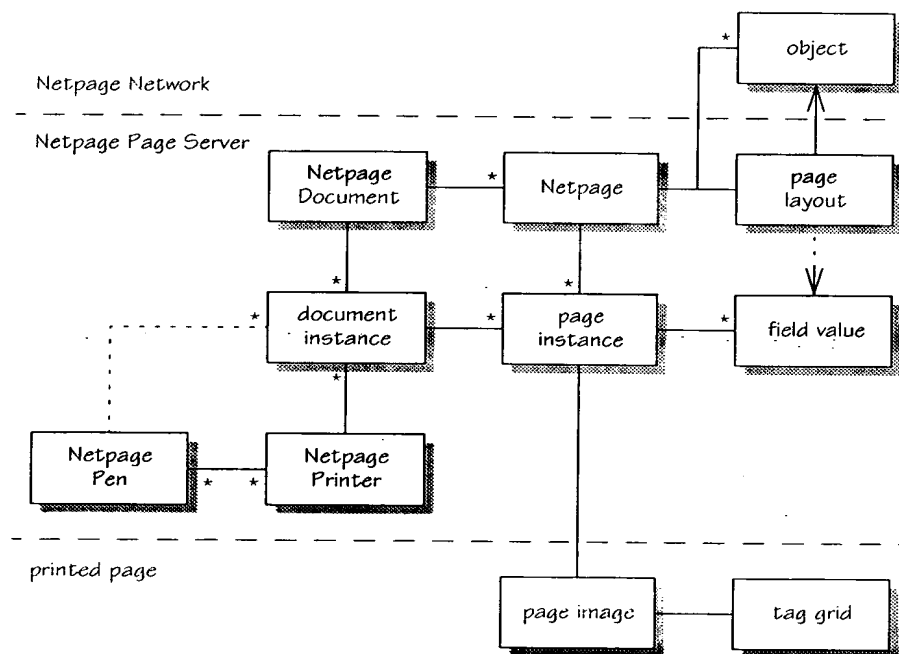 *
object
Netpage Network
Netpage Page Server
Netpage
Document
*
Netpage
page
layout
*
*
*
document
instance
*
page
instance
*
field value
*
Netpage
Pen
*
*
Netpage
Printer
printed page
page image
tag grid